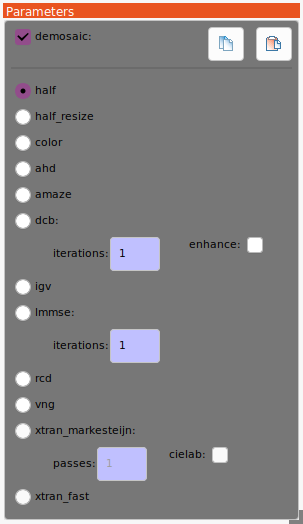 Parameters
demosaic:
half
half_resize
color
ahd
amaze
dcb:
iterations: 1 enhance:
igv
lmmse:
iterations: 1
rcd
vng
xtran_markesteijn:
passes: 1 cielab:
xtran_fast